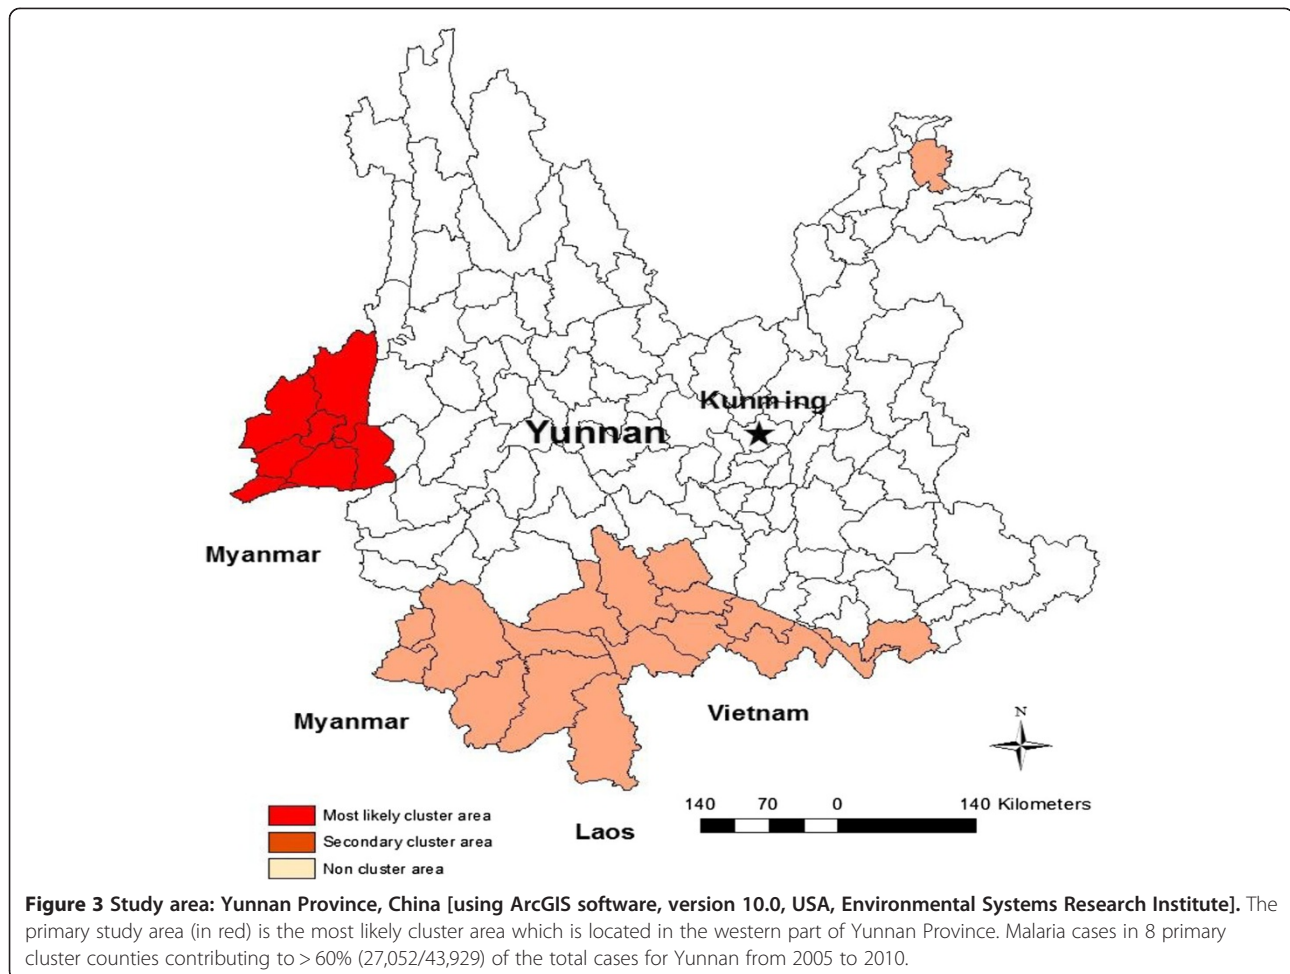 Kunming
Yunnan
Myanmar
Myanmar
Vietnam
N
Laos
140 70 0 140 Kilometers
Most likely cluster area
Secondary cluster area
Non cluster area
Figure 3 Study area: Yunnan Province, China [using ArcGIS software, version 10.0, USA, Environmental Systems Research Institute]. The
primary study area (in red) is the most likely cluster area which is located in the western part of Yunnan Province. Malaria cases in 8 primary
cluster counties contributing to > 60% (27,052/43,929) of the total cases for Yunnan from 2005 to 2010.